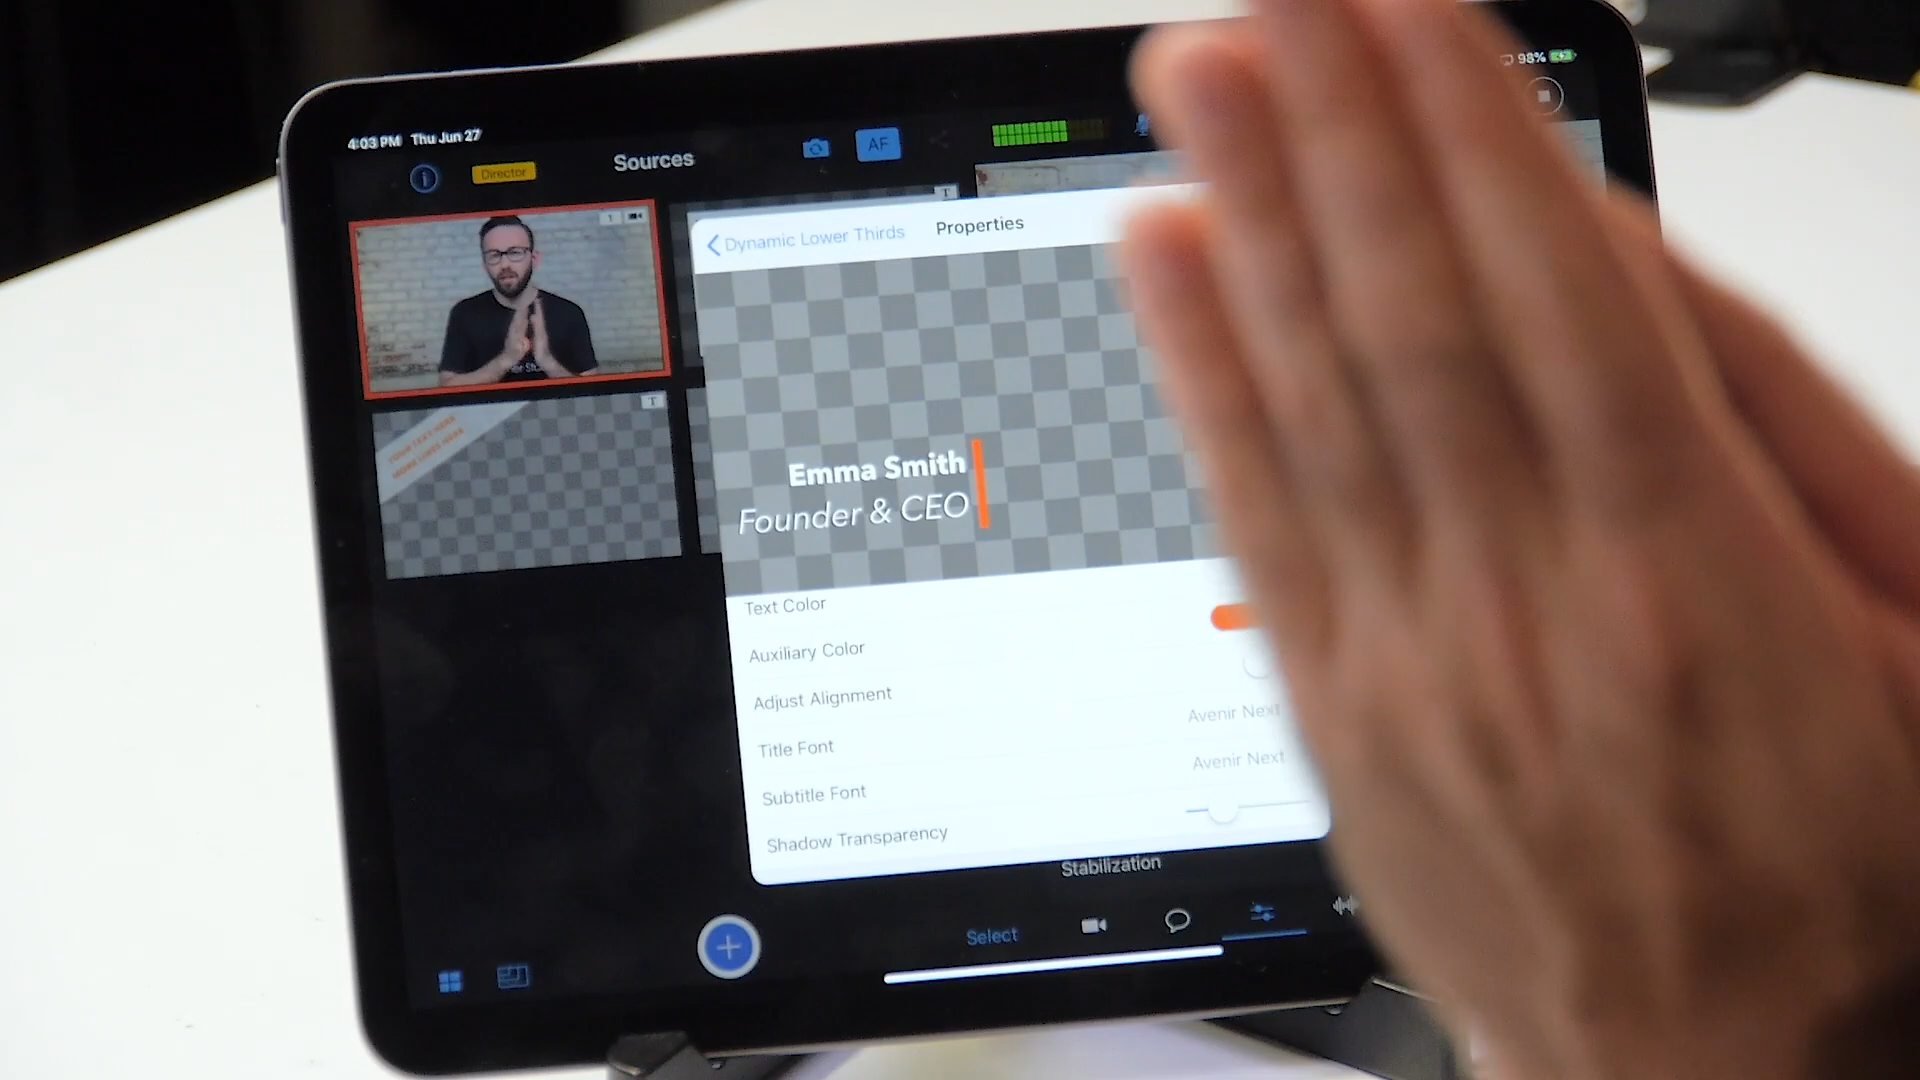 4:03 PM Thu Jun 27
98%
Director
Sources
AF
1
T
T
Dynamic Lower Thirds
Properties
Emma Smith
Founder & CEO
Text Color
Auxiliary Color
Adjust Alignment
Title Font
Avenir Next
Subtitle Font
Avenir Next
Shadow Transparency
Stabilization
Select